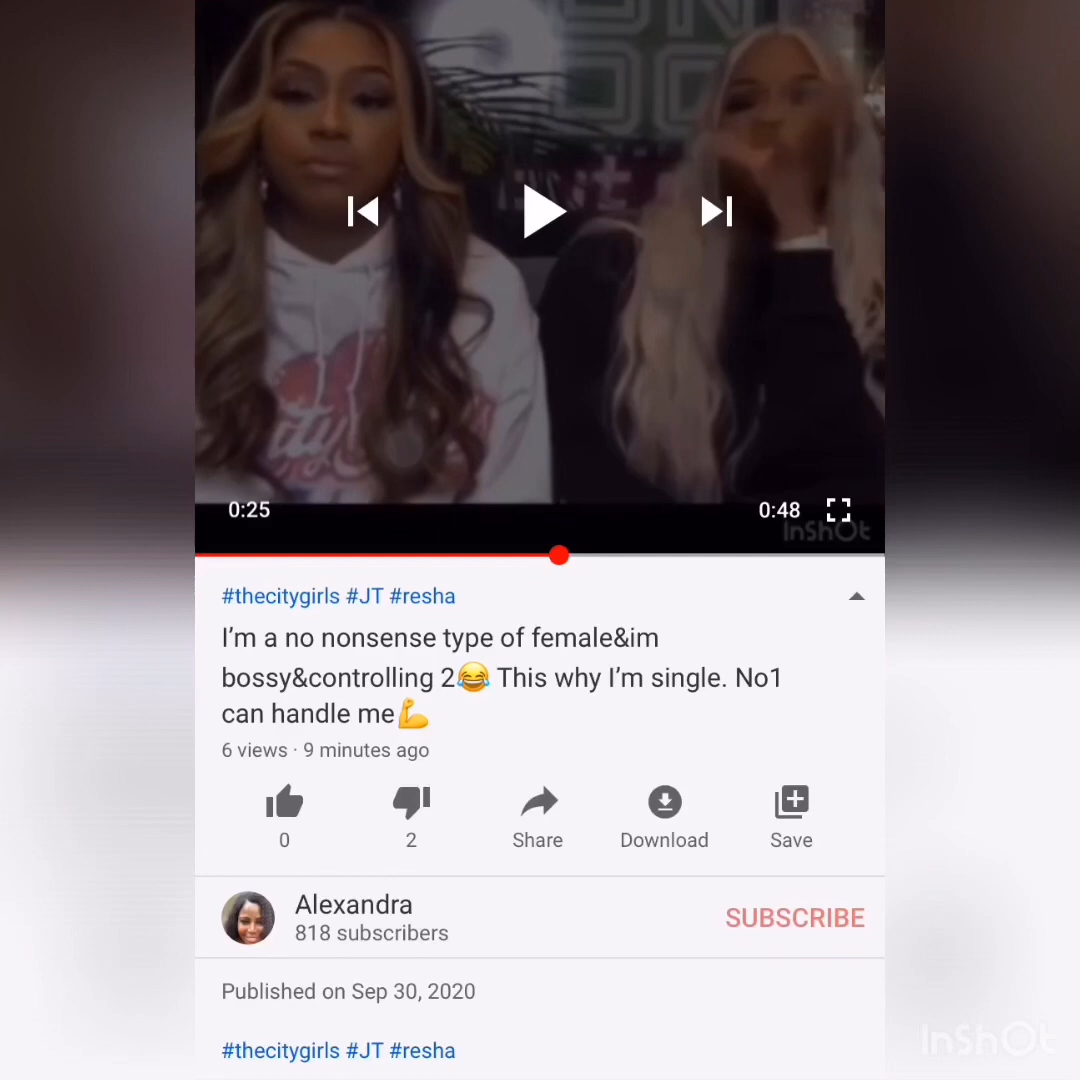 0:25
0:48
InShOt
#thecitygirls #JT #resha
I'm a no nonsense type of female&im
bossy&controlling 2😂 This why I'm single. No1
can handle me💪
6 views · 9 minutes ago
0
2
Share
Download
Save
Alexandra
818 subscribers
SUBSCRIBE
Published on Sep 30, 2020
#thecitygirls #JT #resha
InShOt